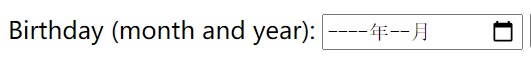 Birthday (month and year): ----年--月